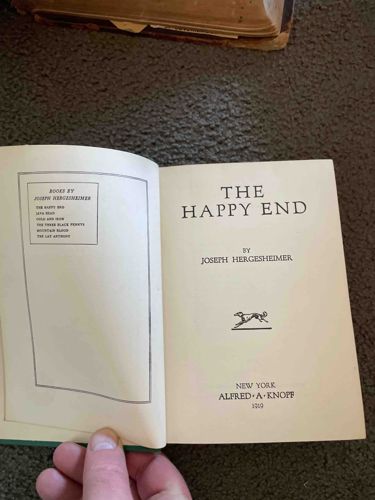 BOOKS BY
JOSEPH HERGESHEIMER
THE HAPPY END
JAVA HEAD
GOLD AND IRON
THE THREE BLACK PENNYS
MOUNTAIN BLOOD
THE LAY ANTHONY
THE
HAPPY END
BY
JOSEPH HERGESHEIMER
NEW YORK
ALFRED · A · KNOPF
1919